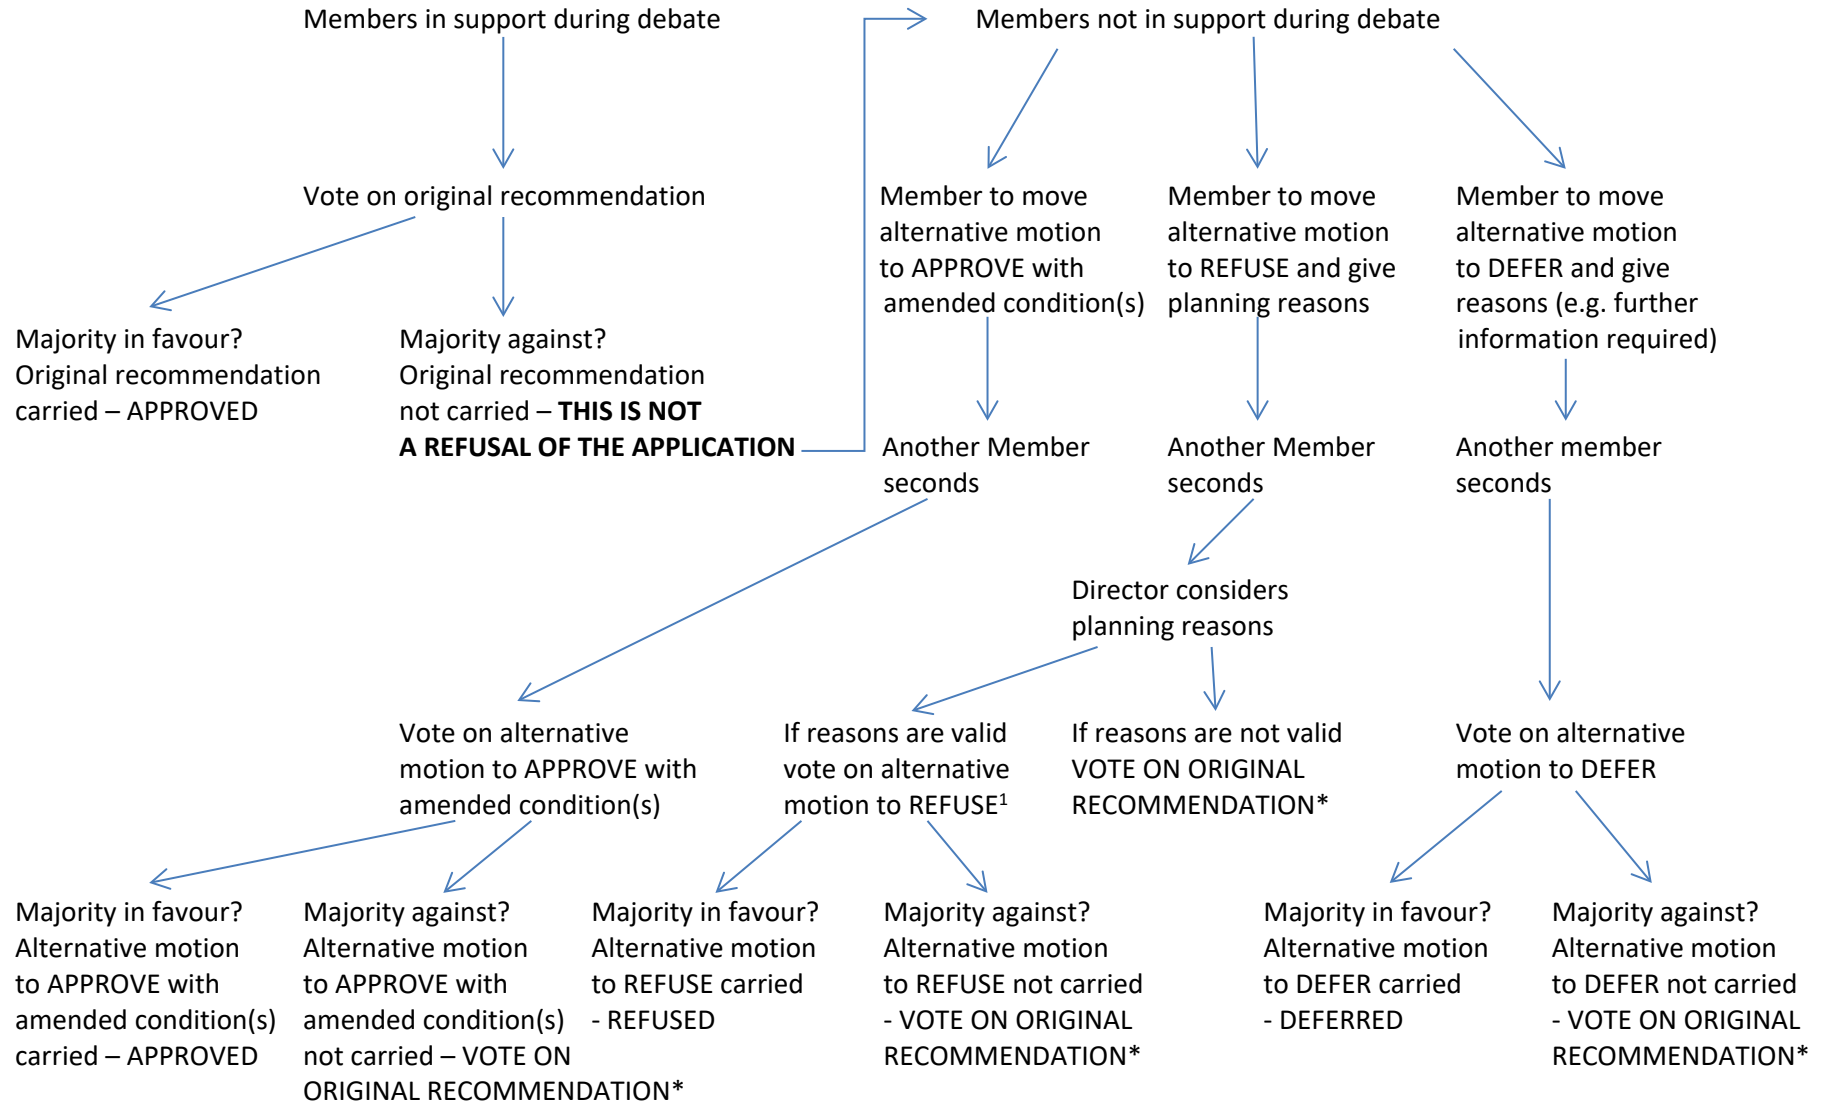 Members in support during debate
Members not in support during debate
Vote on original recommendation
Majority in favour?
Original recommendation
carried – APPROVED
Majority against?
Original recommendation
not carried – THIS IS NOT
A REFUSAL OF THE APPLICATION
Member to move
alternative motion
to APPROVE with
amended condition(s)
Member to move
alternative motion
to REFUSE and give
planning reasons
Member to move
alternative motion
to DEFER and give
reasons (e.g. further
information required)
Another Member
seconds
Another Member
seconds
Another member
seconds
Director considers
planning reasons
Vote on alternative
motion to APPROVE with
amended condition(s)
If reasons are valid
vote on alternative
motion to REFUSE¹
If reasons are not valid
VOTE ON ORIGINAL
RECOMMENDATION*
Vote on alternative
motion to DEFER
Majority in favour?
Alternative motion
to APPROVE with
amended condition(s)
carried – APPROVED
Majority against?
Alternative motion
to APPROVE with
amended condition(s)
not carried – VOTE ON
ORIGINAL RECOMMENDATION*
Majority in favour?
Alternative motion
to REFUSE carried
- REFUSED
Majority against?
Alternative motion
to REFUSE not carried
- VOTE ON ORIGINAL
RECOMMENDATION*
Majority in favour?
Alternative motion
to DEFER carried
- DEFERRED
Majority against?
Alternative motion
to DEFER not carried
- VOTE ON ORIGINAL
RECOMMENDATION*